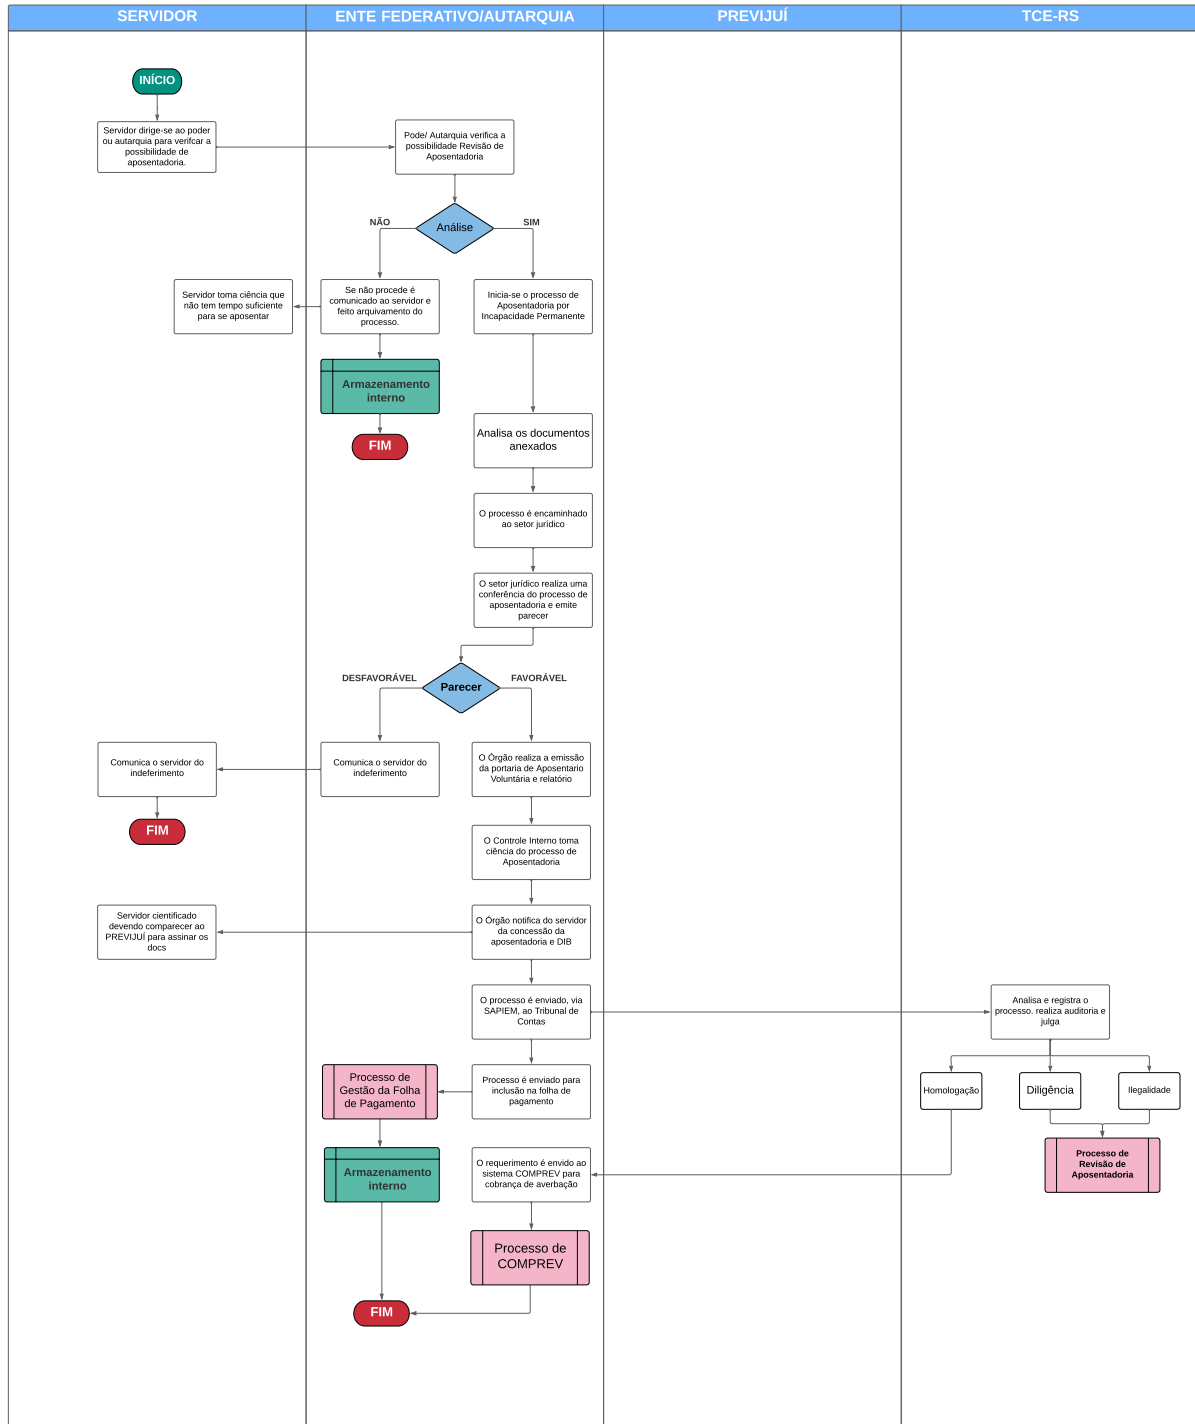 SERVIDOR
ENTE FEDERATIVO/AUTARQUIA
PREVIJUÍ
TCE-RS
INÍCIO
Servidor dirige-se ao poder
ou autarquia para verifcar a
possibilidade de
aposentadoria.
Pode/ Autarquia verifica a
possibilidade Revisão de
Aposentadoria
Análise
NÃO
SIM
Servidor toma ciência que
não tem tempo suficiente
para se aposentar
Se não procede é
comunicado ao servidor e
feito arquivamento do
processo.
Inicia-se o processo de
Aposentadoria por
Incapacidade Permanente
Armazenamento
interno
FIM
Analisa os documentos
anexados
O processo é encaminhado
ao setor jurídico
O setor jurídico realiza uma
conferência do processo de
aposentadoria e emite
parecer
Parecer
DESFAVORÁVEL
FAVORÁVEL
Comunica o servidor do
indeferimento
Comunica o servidor do
indeferimento
O Órgão realiza a emissão
da portaria de Aposentario
Voluntária e relatório
FIM
O Controle Interno toma
ciência do processo de
Aposentadoria
Servidor cientificado
devendo comparecer ao
PREVIJUÍ para assinar os
docs
O Órgão notifica do servidor
da concessão da
aposentadoria e DIB
O processo é enviado, via
SAPIEM, ao Tribunal de
Contas
Analisa e registra o
processo. realiza auditoria e
julga
Processo de
Gestão da Folha
de Pagamento
Processo é enviado para
inclusão na folha de
pagamento
Homologação
Diligência
Ilegalidade
Armazenamento
interno
O requerimento é envido ao
sistema COMPREV para
cobrança de averbação
Processo de
Revisão de
Aposentadoria
Processo de
COMPREV
FIM